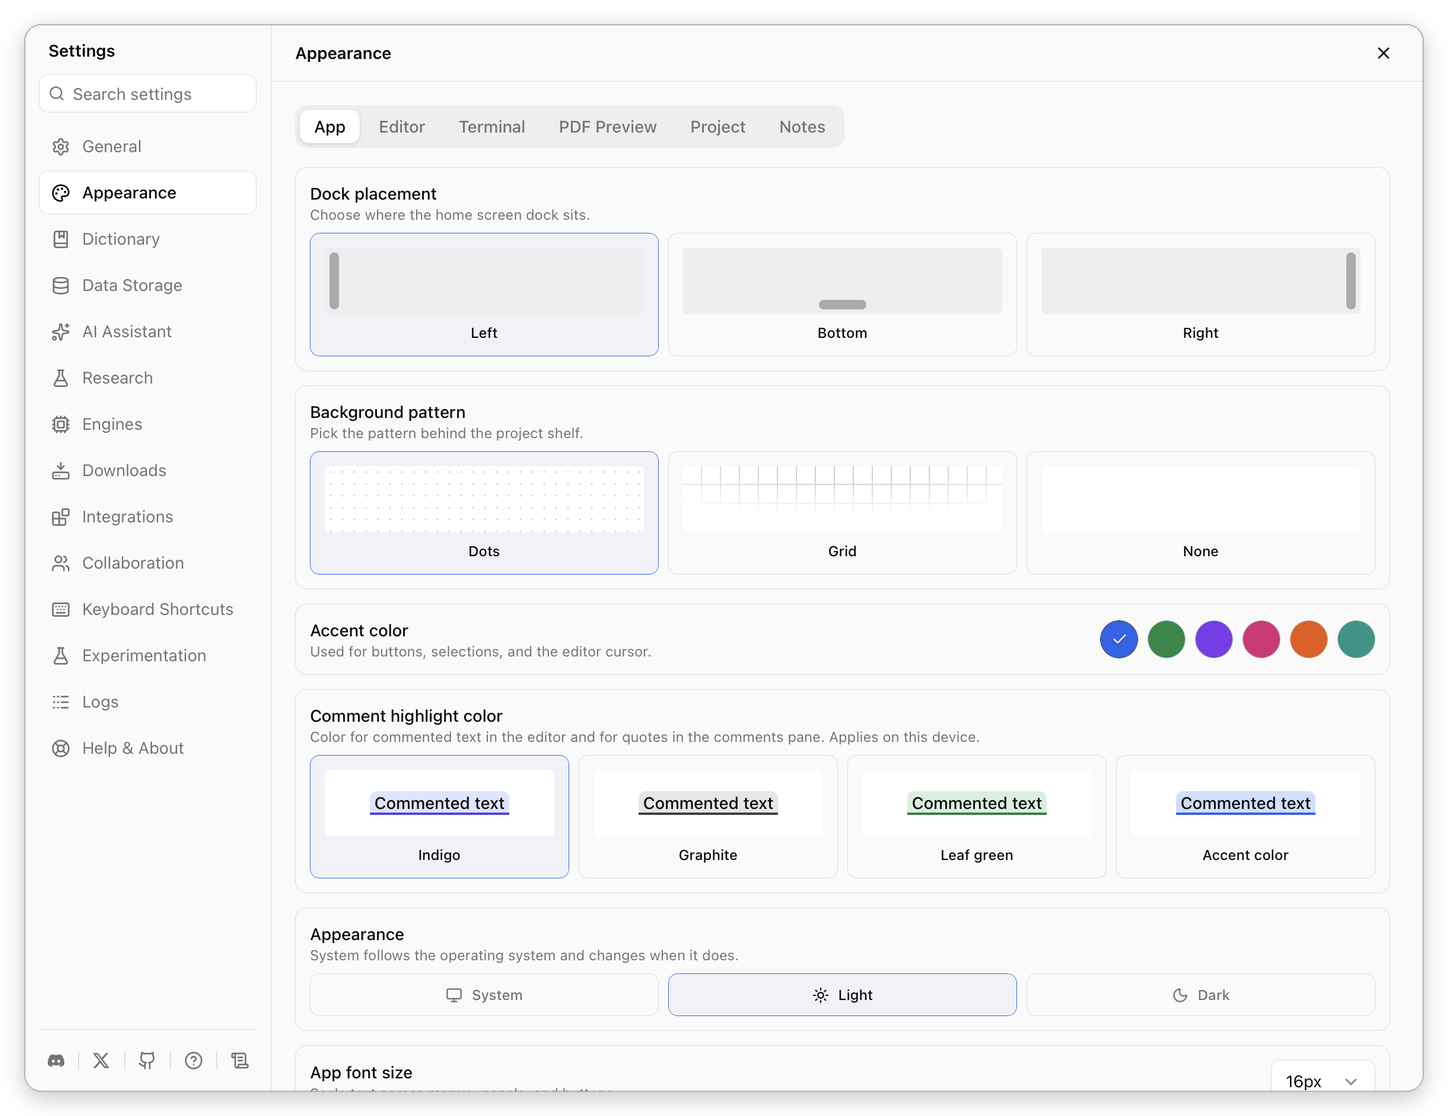 Settings
Search settings
General
Appearance
Dictionary
Data Storage
AI Assistant
Research
Engines
Downloads
Integrations
Collaboration
Keyboard Shortcuts
Experimentation
Logs
Help & About
Appearance
App Editor Terminal PDF Preview Project Notes
Dock placement
Choose where the home screen dock sits.
Left Bottom Right
Background pattern
Pick the pattern behind the project shelf.
Dots Grid None
Accent color
Used for buttons, selections, and the editor cursor.
Comment highlight color
Color for commented text in the editor and for quotes in the comments pane. Applies on this device.
Commented text Commented text Commented text Commented text
Indigo Graphite Leaf green Accent color
Appearance
System follows the operating system and changes when it does.
System Light Dark
App font size
16px